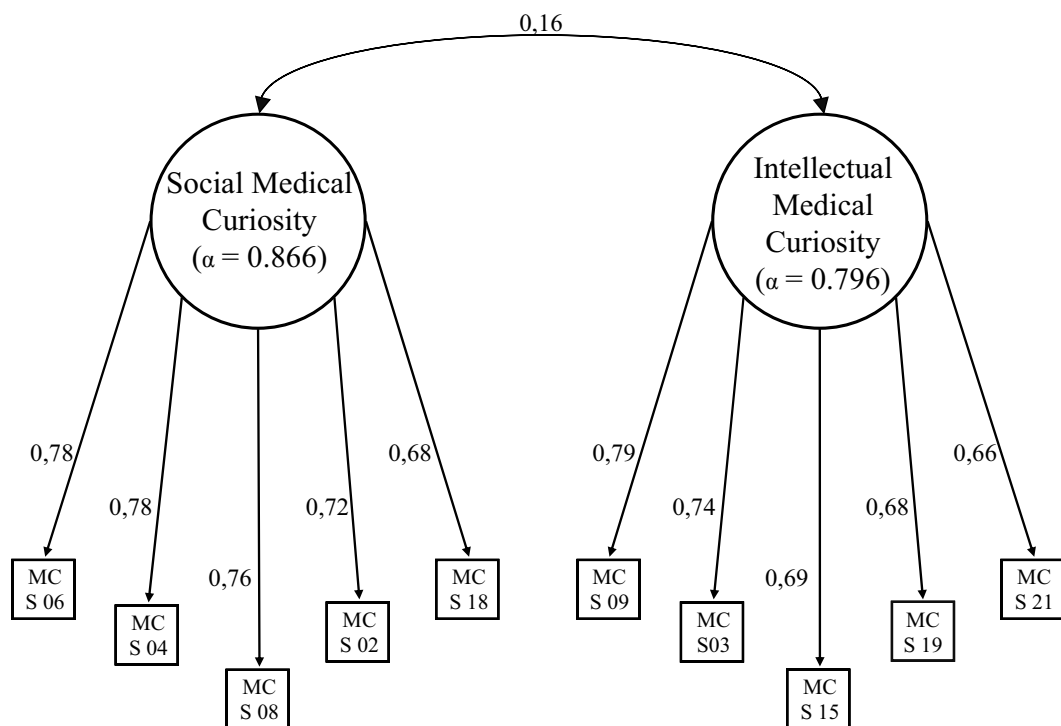 0,16
Social Medical
Curiosity
(α = 0.866)
Intellectual
Medical
Curiosity
(α = 0.796)
0,78
0,78
0,76
0,72
0,68
0,79
0,74
0,69
0,68
0,66
MC
S 06
MC
S 04
MC
S 08
MC
S 02
MC
S 18
MC
S 09
MC
S03
MC
S 15
MC
S 19
MC
S 21